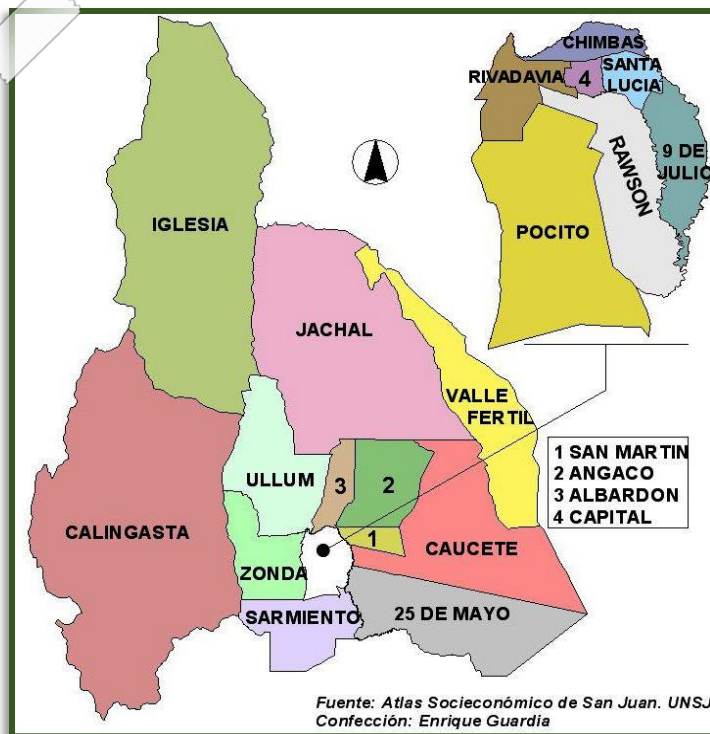 CHIMBAS
RIVADAVIA
4
SANTA
LUCIA
9 DE
JULIO
RAWSON
POCITO
IGLESIA
JACHAL
VALLE
FERTIL
ULLUM
3
2
1
CALINGASTA
ZONDA
CAUCETE
SARMIENTO
25 DE MAYO
1 SAN MARTIN
2 ANGACO
3 ALBARDON
4 CAPITAL
Fuente: Atlas Socieconómico de San Juan. UNSJ
Confección: Enrique Guardia